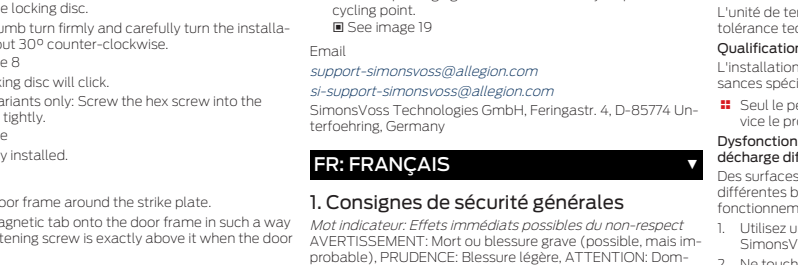 e locking disc.
umb turn firmly and carefully turn the installa-
out 30° counter-clockwise.
e 8
king disc will click.
ariants only: Screw the hex screw into the
tightly.
e
y installed.
oor frame around the strike plate.
agnetic tab onto the door frame in such a way
tening screw is exactly above it when the door
cycling point.
▣ See image 19
Email
support-simonsvoss@allegion.com
si-support-simonsvoss@allegion.com
SimonsVoss Technologies GmbH, Feringastr. 4, D-85774 Un-
terfoehring, Germany
FR: FRANÇAIS ▼
1. Consignes de sécurité générales
Mot indicateur: Effets immédiats possibles du non-respect
AVERTISSEMENT: Mort ou blessure grave (possible, mais im-
probable), PRUDENCE: Blessure légère, ATTENTION: Dom-
L'unité de ter
tolérance tec
Qualification
L'installation
sances spéci
Seul le pe
vice le pro
Dysfonction
décharge dif
Des surfaces
différentes b
fonctionnem
1. Utilisez u
SimonsV
2. Ne touch